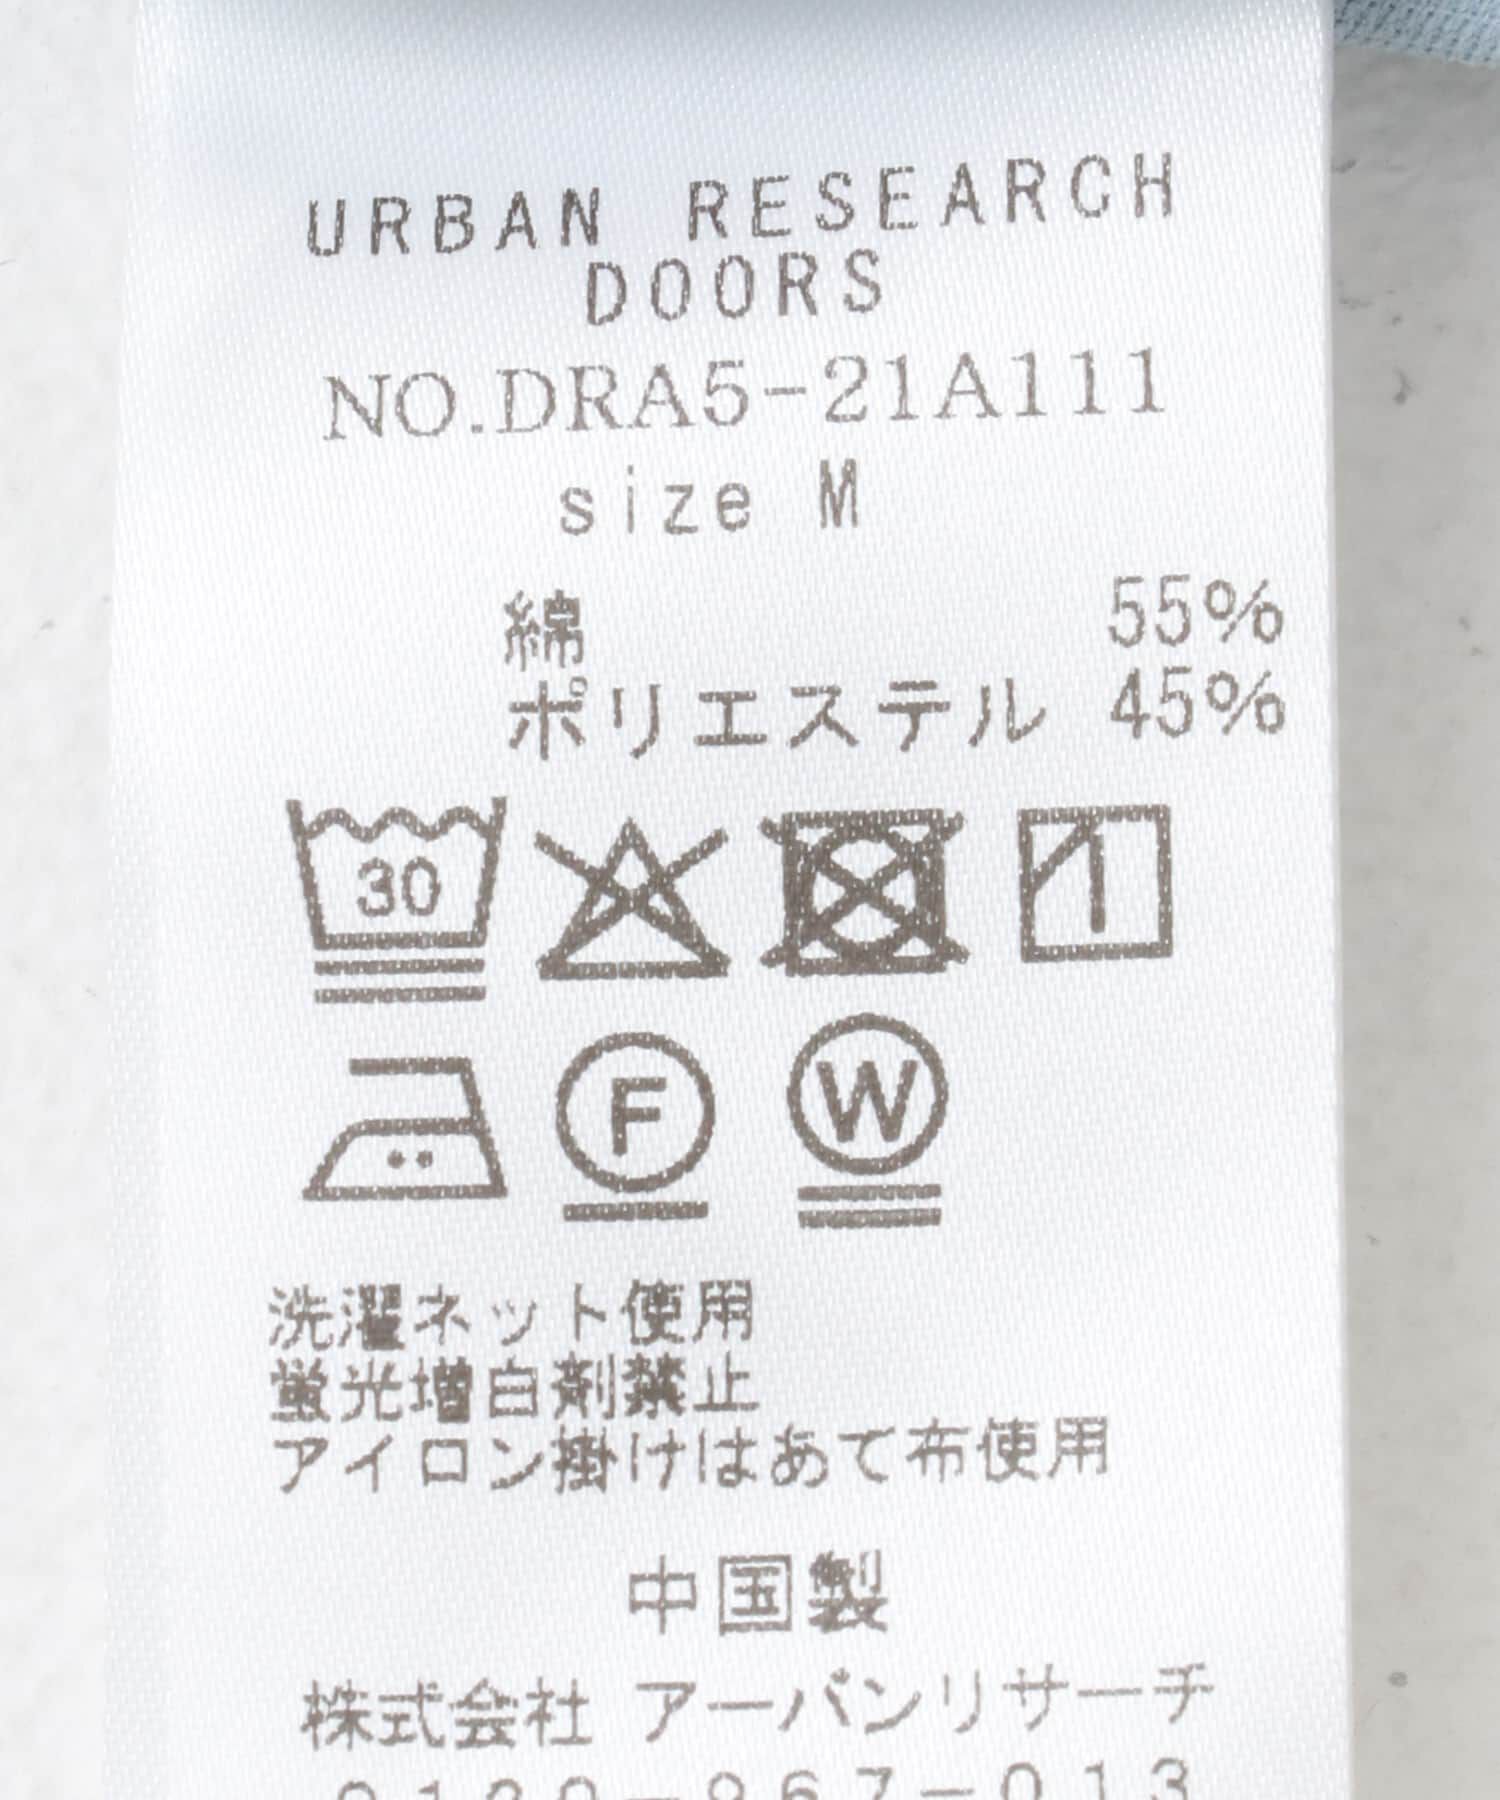 URBAN RESEARCH
DOORS
NO.DRA5-21A111
size M
綿 55%
ポリエステル 45%
30
F
W
洗濯ネット使用
蛍光増白剤禁止
アイロン掛けはあて布使用
中国製
株式会社 アーバンリサーチ